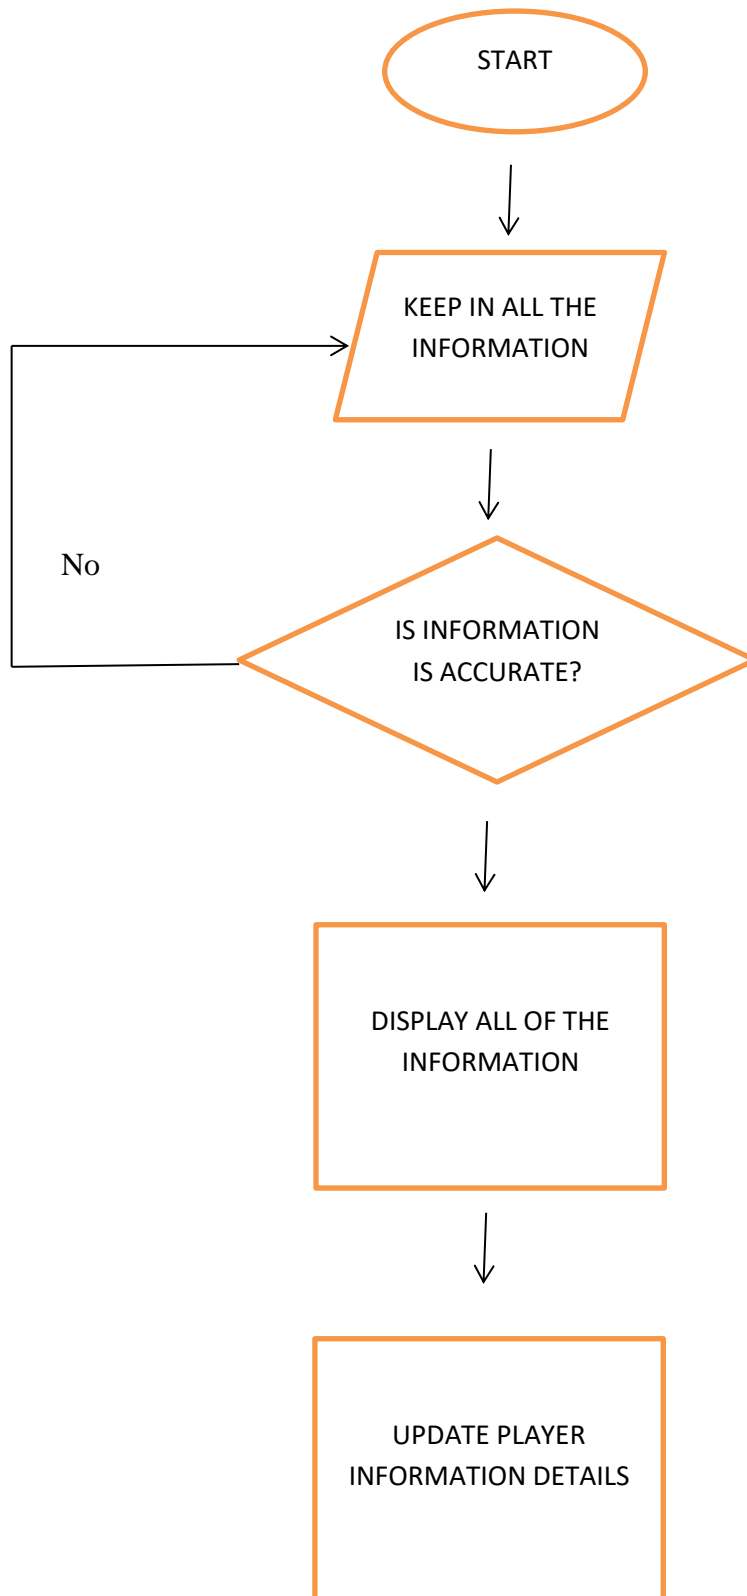 START
KEEP IN ALL THE
INFORMATION
No
IS INFORMATION
IS ACCURATE?
DISPLAY ALL OF THE
INFORMATION
UPDATE PLAYER
INFORMATION DETAILS